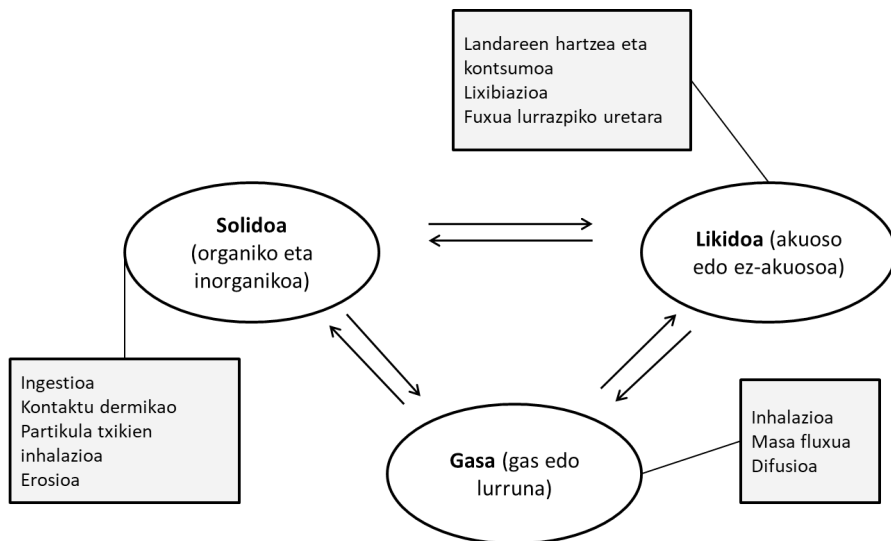 Landareen hartzea eta
kontsumoa
Lixibiazioa
Fuxua lurrazpiko uretara
Solidoa
(organiko eta
inorganikoa)
Likidoa (akuoso
edo ez-akuosoa)
Ingestioa
Kontaktu dermikao
Partikula txikien
inhalazioa
Erosioa
Gasa (gas edo
lurruna)
Inhalazioa
Masa fluxua
Difusioa